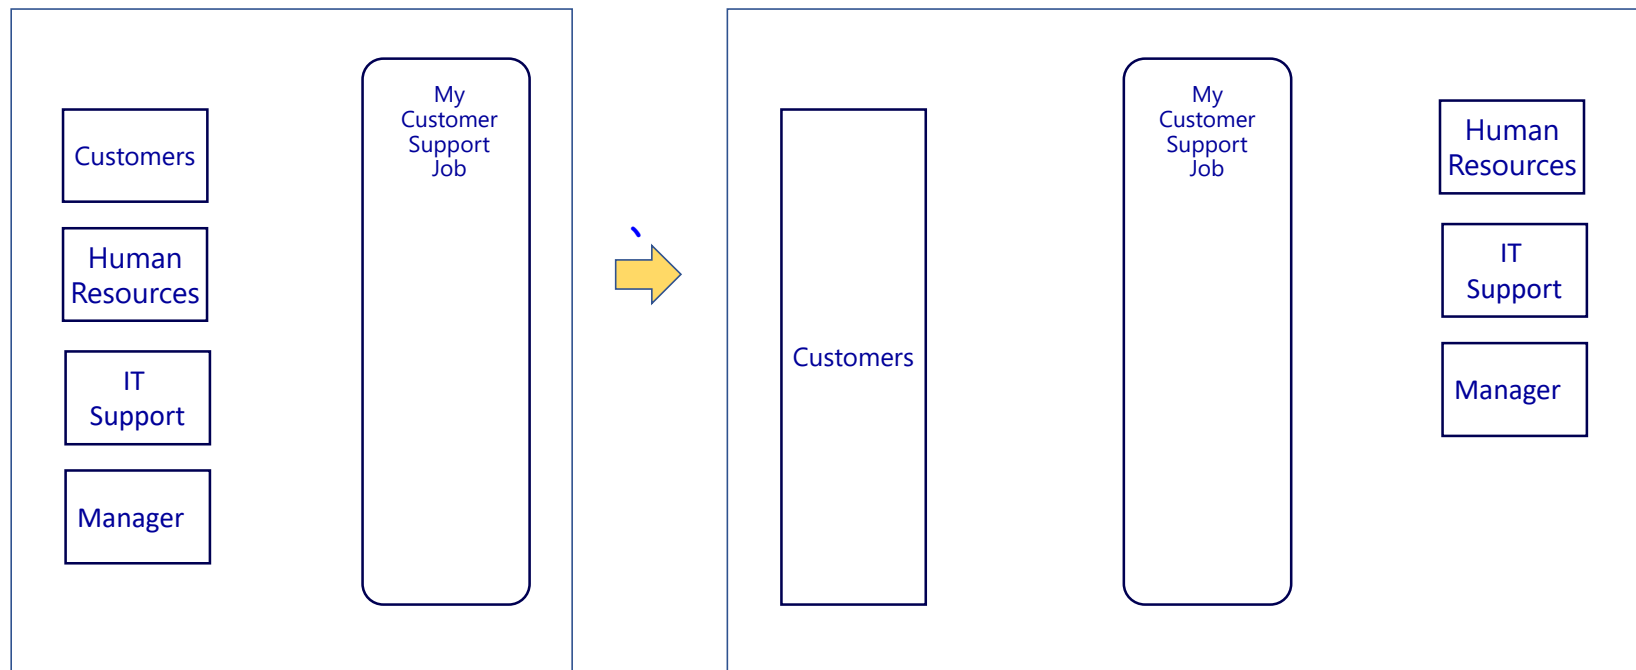 My
Customer
Support
Job
Customers
Human
Resources
IT
Support
Manager
My
Customer
Support
Job
Customers
Human
Resources
IT
Support
Manager